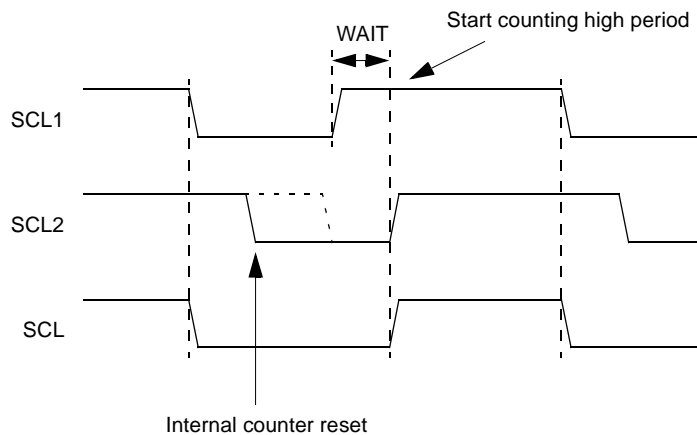 Start counting high period
WAIT
SCL1
SCL2
SCL
Internal counter reset